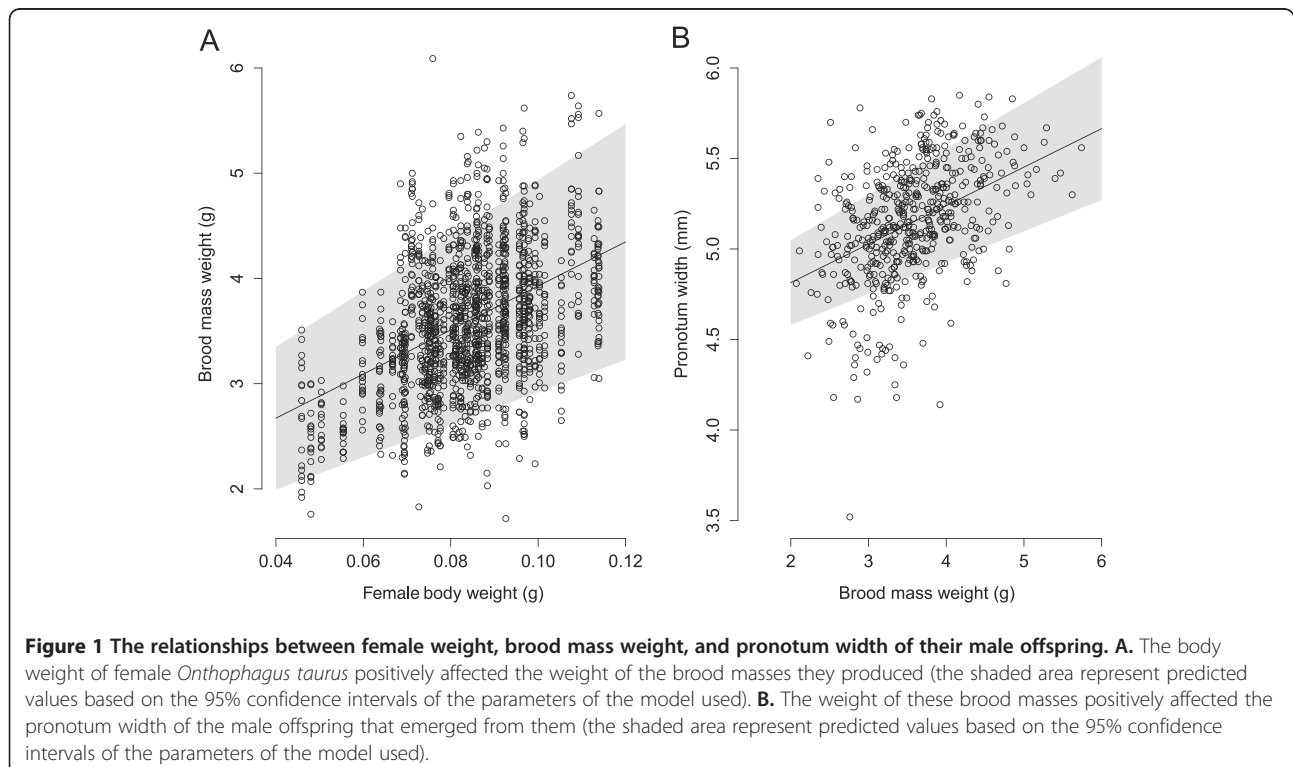 A
B
6
5
4
3
2
Brood mass weight (g)
0.04 0.06 0.08 0.10 0.12
Female body weight (g)
6.0
5.5
5.0
4.5
4.0
3.5
Pronotum width (mm)
2 3 4 5 6
Brood mass weight (g)
Figure 1 The relationships between female weight, brood mass weight, and pronotum width of their male offspring. A. The body
weight of female Onthophagus taurus positively affected the weight of the brood masses they produced (the shaded area represent predicted
values based on the 95% confidence intervals of the parameters of the model used). B. The weight of these brood masses positively affected the
pronotum width of the male offspring that emerged from them (the shaded area represent predicted values based on the 95% confidence
intervals of the parameters of the model used).